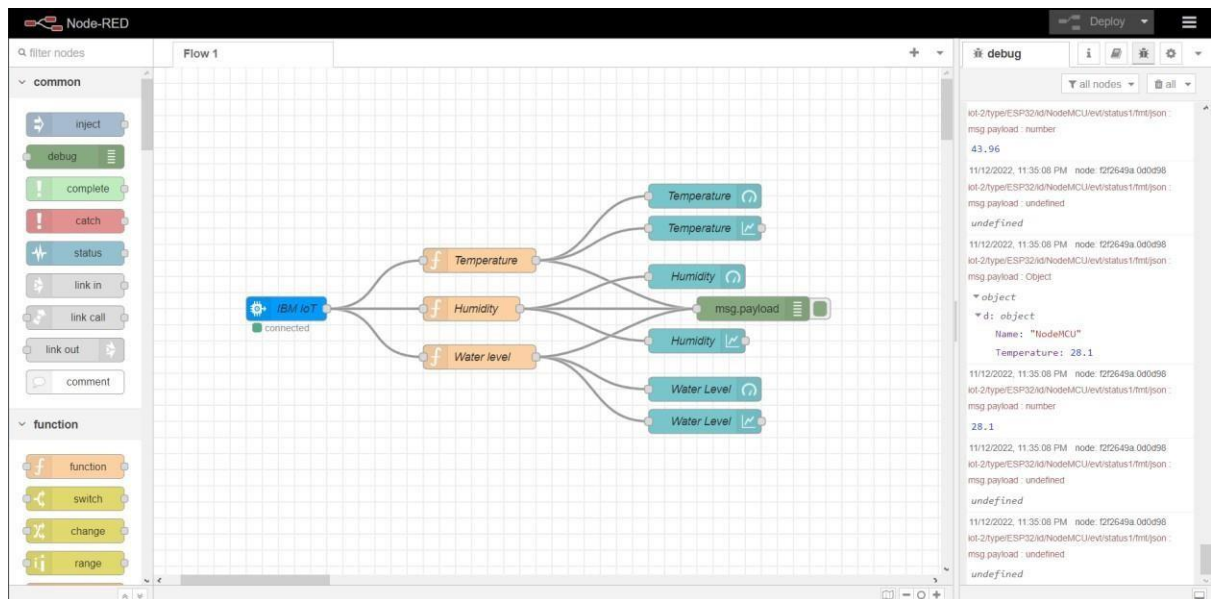 Node-RED
Deploy
filter nodes
common
inject
debug
complete
catch
status
link in
link call
link out
comment
function
function
switch
change
range
Flow 1
IBM IoT
connected
Temperature
Humidity
Water level
Temperature
Temperature
Humidity
msg.payload
Humidity
Water Level
Water Level
debug
i
all nodes
all
iot-2/type/ESP32/id/NodeMCU/evt/status1/fmt/json :
msg.payload : number
43.96
11/12/2022, 11:35:08 PM node: f2f2649a.0d0d98
iot-2/type/ESP32/id/NodeMCU/evt/status1/fmt/json :
msg.payload : undefined
undefined
11/12/2022, 11:35:08 PM node: f2f2649a.0d0d98
iot-2/type/ESP32/id/NodeMCU/evt/status1/fmt/json :
msg.payload : Object
object
d: object
Name: "NodeMCU"
Temperature: 28.1
11/12/2022, 11:35:08 PM node: f2f2649a.0d0d98
iot-2/type/ESP32/id/NodeMCU/evt/status1/fmt/json :
msg.payload : number
28.1
11/12/2022, 11:35:08 PM node: f2f2649a.0d0d98
iot-2/type/ESP32/id/NodeMCU/evt/status1/fmt/json :
msg.payload : undefined
undefined
11/12/2022, 11:35:08 PM node: f2f2649a.0d0d98
iot-2/type/ESP32/id/NodeMCU/evt/status1/fmt/json :
msg.payload : undefined
undefined